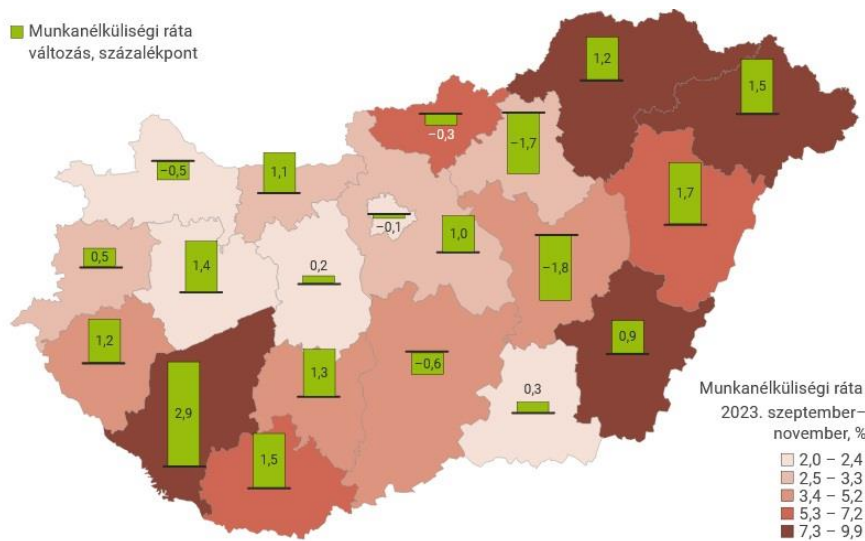 Munkanélküliségi ráta
változás, százalékpont
1,2
1,5
−0,3
−1,7
−0,5
1,1
1,7
−0,1
1,0
0,5
1,4
0,2
−1,8
1,2
1,3
−0,6
0,9
2,9
0,3
1,5
Munkanélküliségi ráta
2023. szeptember–
november, %
2,0 – 2,4
2,5 – 3,3
3,4 – 5,2
5,3 – 7,2
7,3 – 9,9